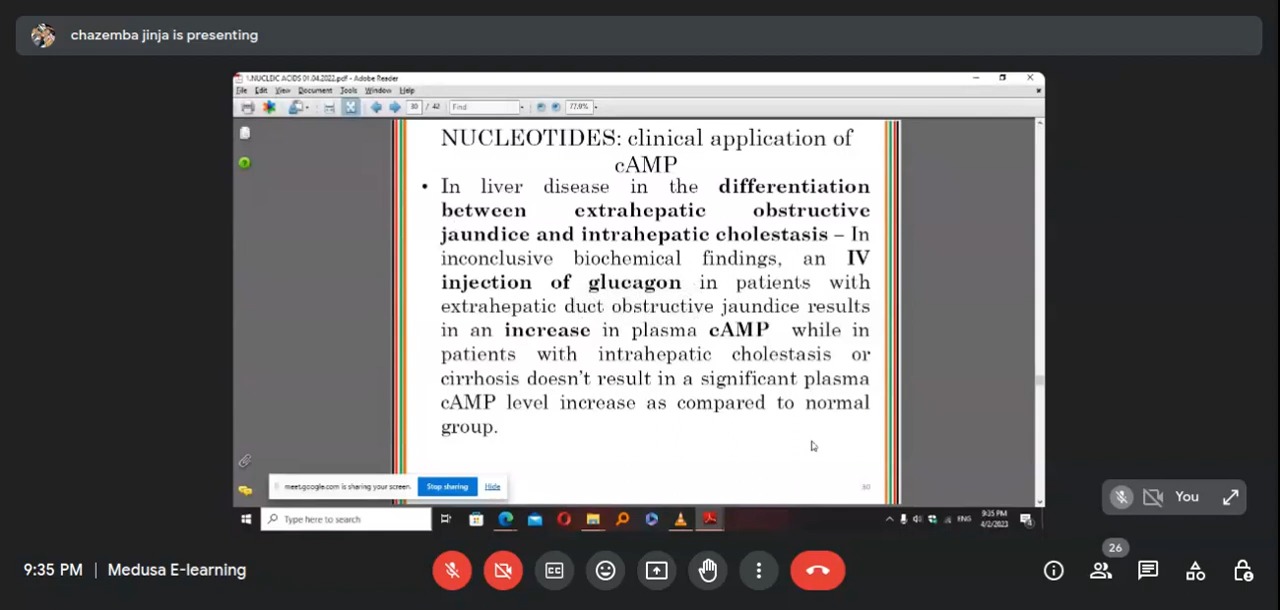 chazemba jinja is presenting
1.NUCLDIC ACIDS 01.04.2022.pdf - Adobe Reader
File Edit View Document Tools Window Help
30 / 42 Find 77.9%
NUCLEOTIDES: clinical application of
cAMP
• In liver disease in the differentiation
between extrahepatic obstructive
jaundice and intrahepatic cholestasis – In
inconclusive biochemical findings, an IV
injection of glucagon in patients with
extrahepatic duct obstructive jaundice results
in an increase in plasma cAMP while in
patients with intrahepatic cholestasis or
cirrhosis doesn't result in a significant plasma
cAMP level increase as compared to normal
group.
30
meet.google.com is sharing your screen. Stop sharing Hide
Type here to search
ENG
9:35 PM
4/2/2023
You
26
9:35 PM | Medusa E-learning